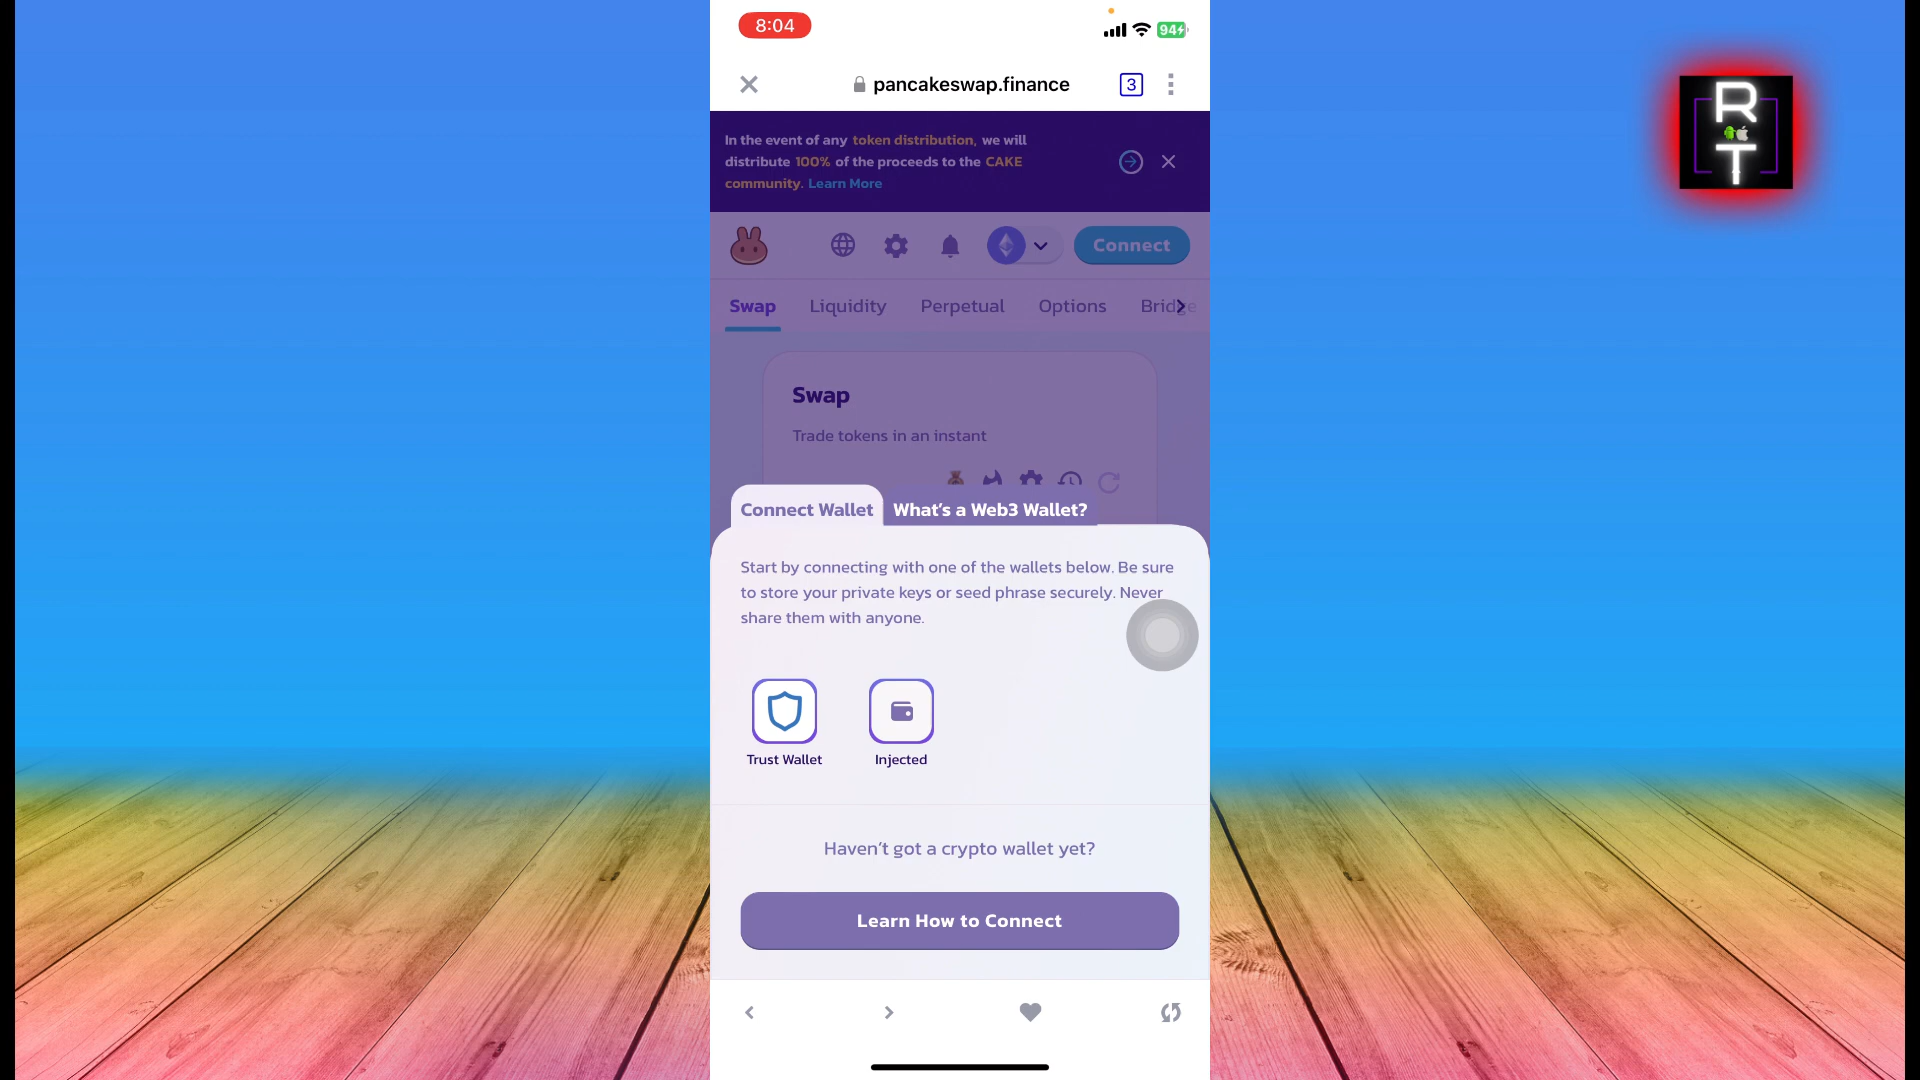 8:04
94
pancakeswap.finance
3
In the event of any token distribution, we will
distribute 100% of the proceeds to the CAKE
community. Learn More
Connect
Swap
Liquidity
Perpetual
Options
Bridge
Swap
Trade tokens in an instant
Connect Wallet
What's a Web3 Wallet?
Start by connecting with one of the wallets below. Be sure
to store your private keys or seed phrase securely. Never
share them with anyone.
Trust Wallet
Injected
Haven't got a crypto wallet yet?
Learn How to Connect
R
T